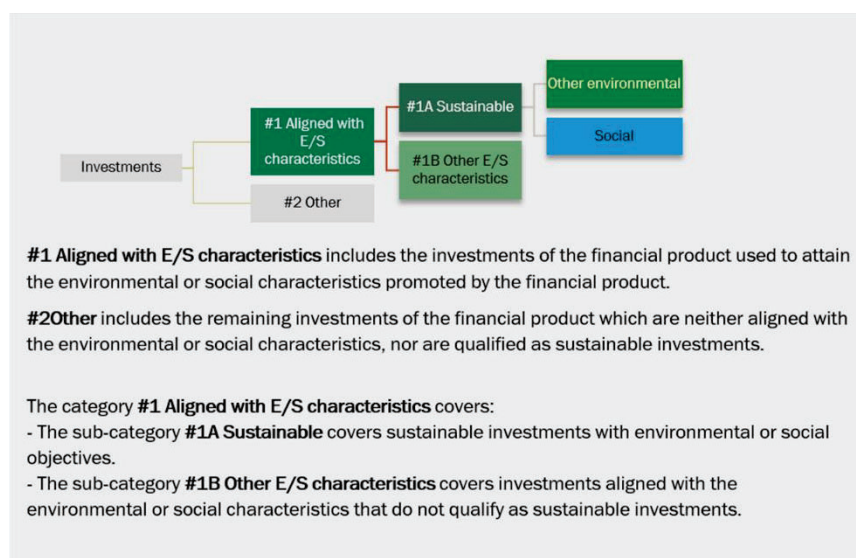 Other environmental
#1A Sustainable
#1 Aligned with
E/S
characteristics
Social
#1B Other E/S
characteristics
Investments
#2 Other
#1 Aligned with E/S characteristics includes the investments of the financial product used to attain
the environmental or social characteristics promoted by the financial product.
#2Other includes the remaining investments of the financial product which are neither aligned with
the environmental or social characteristics, nor are qualified as sustainable investments.
The category #1 Aligned with E/S characteristics covers:
- The sub-category #1A Sustainable covers sustainable investments with environmental or social
objectives.
- The sub-category #1B Other E/S characteristics covers investments aligned with the
environmental or social characteristics that do not qualify as sustainable investments.